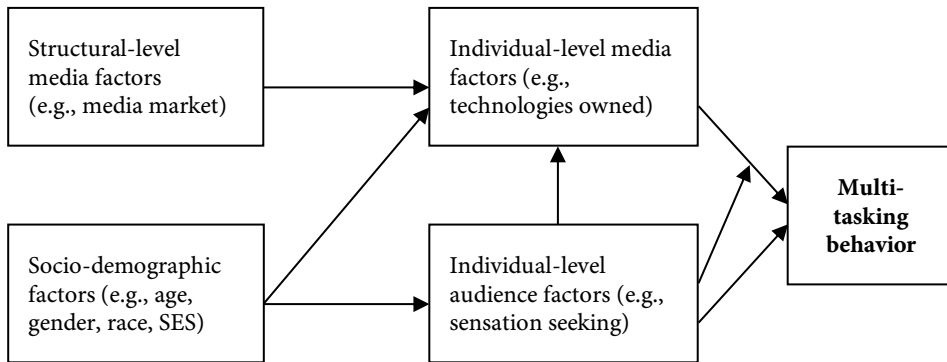 Structural-level
media factors
(e.g., media market)
Individual-level media
factors (e.g.,
technologies owned)
Multi-
tasking
behavior
Socio-demographic
factors (e.g., age,
gender, race, SES)
Individual-level
audience factors (e.g.,
sensation seeking)